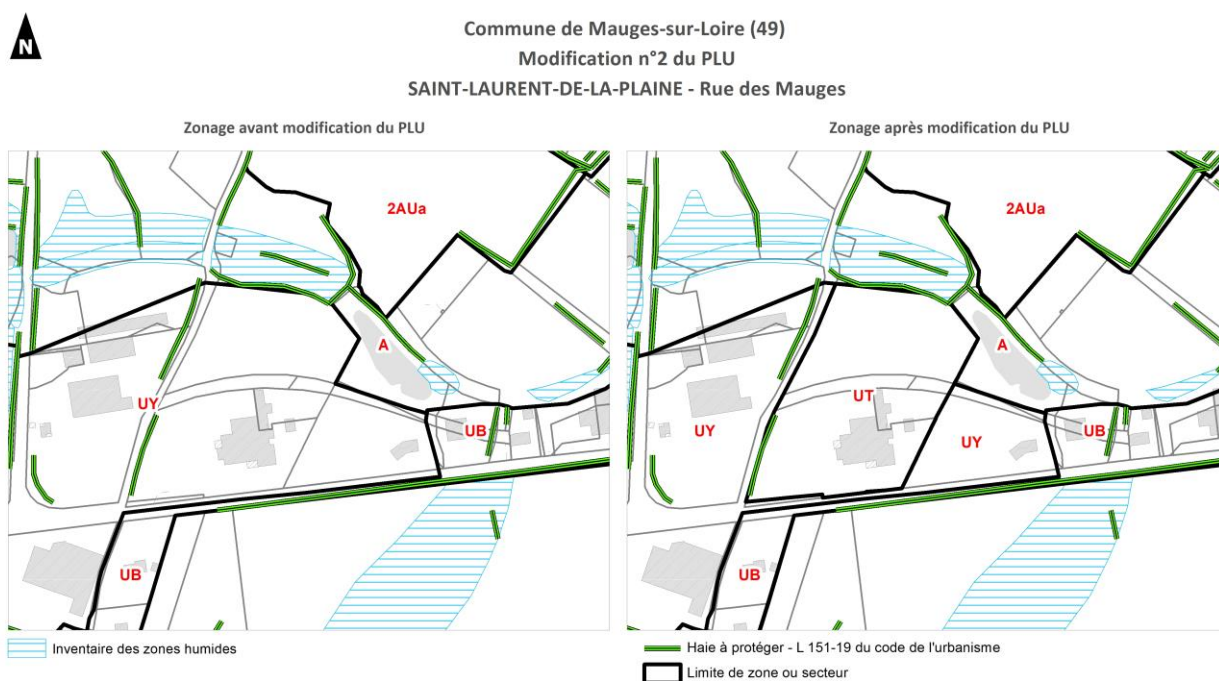 N
Commune de Mauges-sur-Loire (49)
Modification n°2 du PLU
SAINT-LAURENT-DE-LA-PLAINE - Rue des Mauges
Zonage avant modification du PLU
Zonage après modification du PLU
2AUa
A
UY
UB
UB
2AUa
A
UT
UY
UY
UB
UB
Inventaire des zones humides
Haie à protéger - L 151-19 du code de l'urbanisme
Limite de zone ou secteur